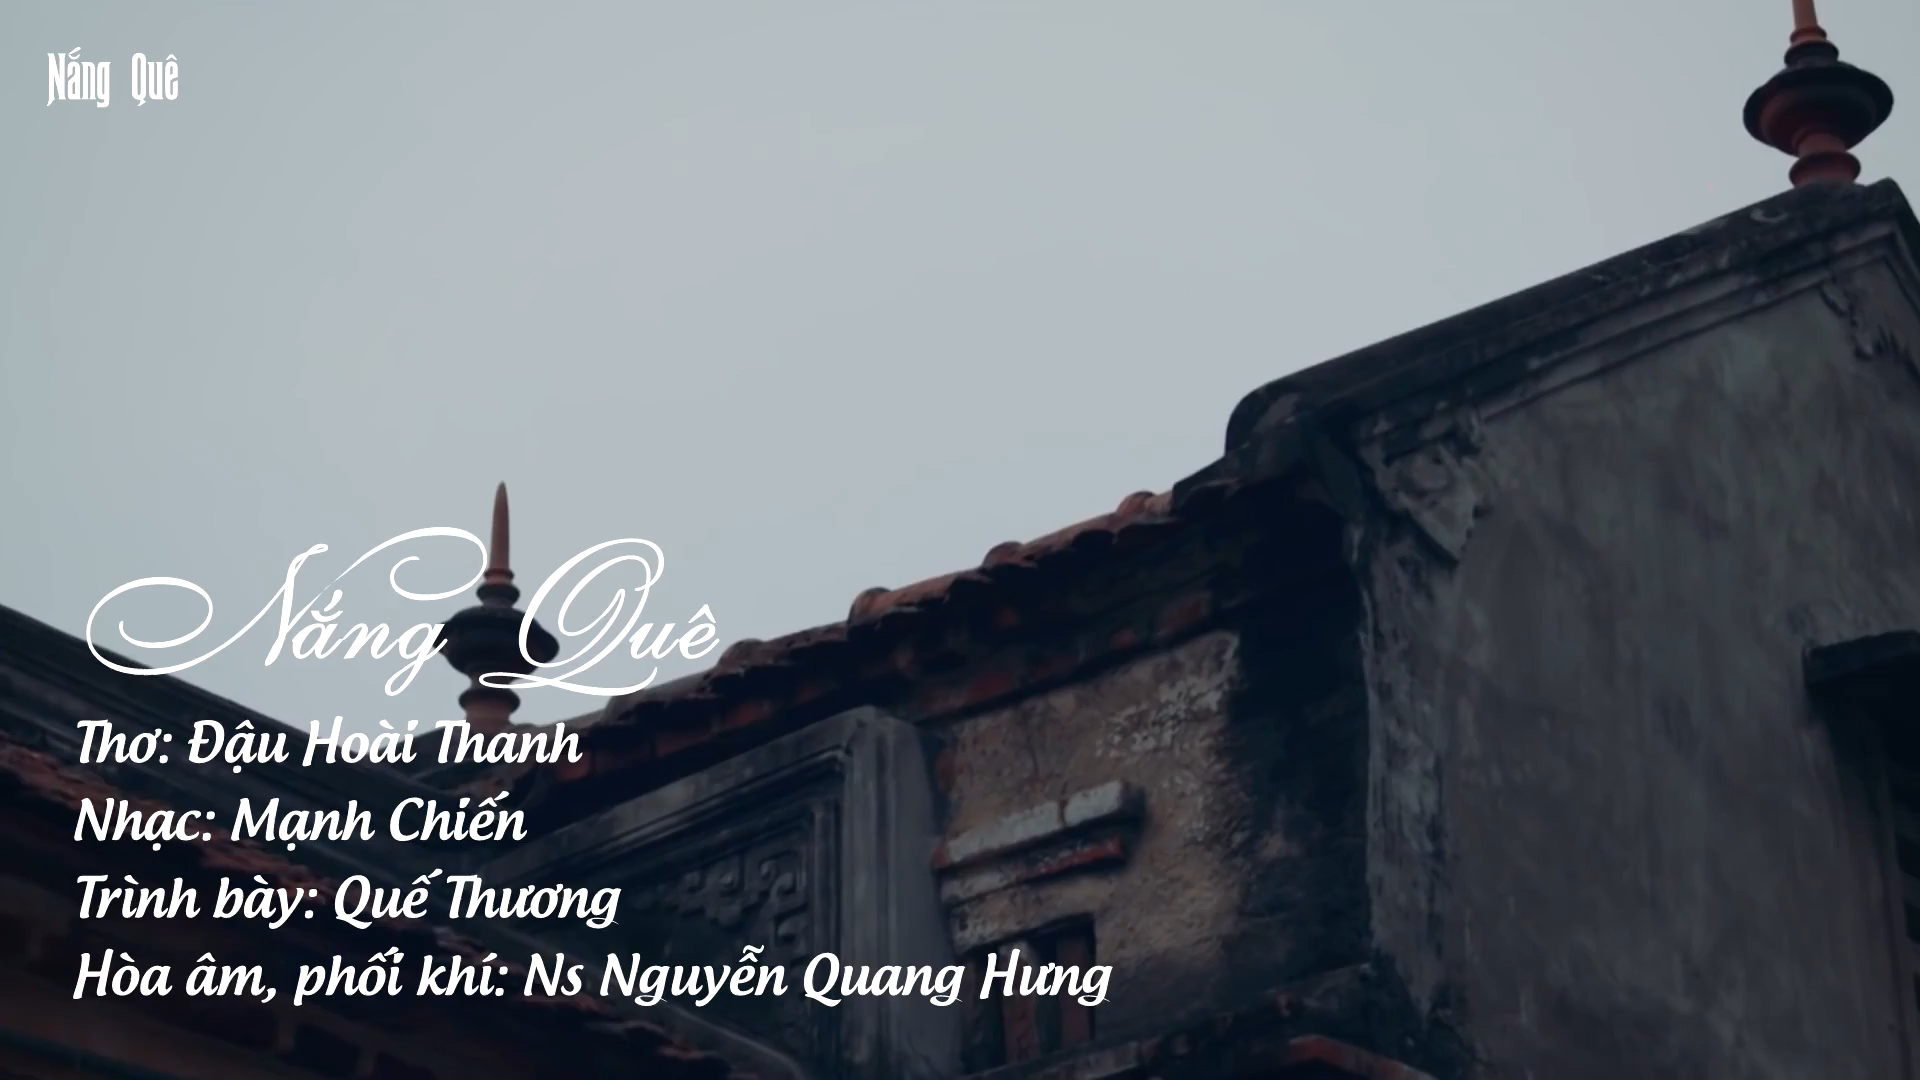 Nắng Quê
Nắng Quê
Thơ: Đậu Hoài Thanh
Nhạc: Mạnh Chiến
Trình bày: Quế Thương
Hòa âm, phối khí: Ns Nguyễn Quang Hưng